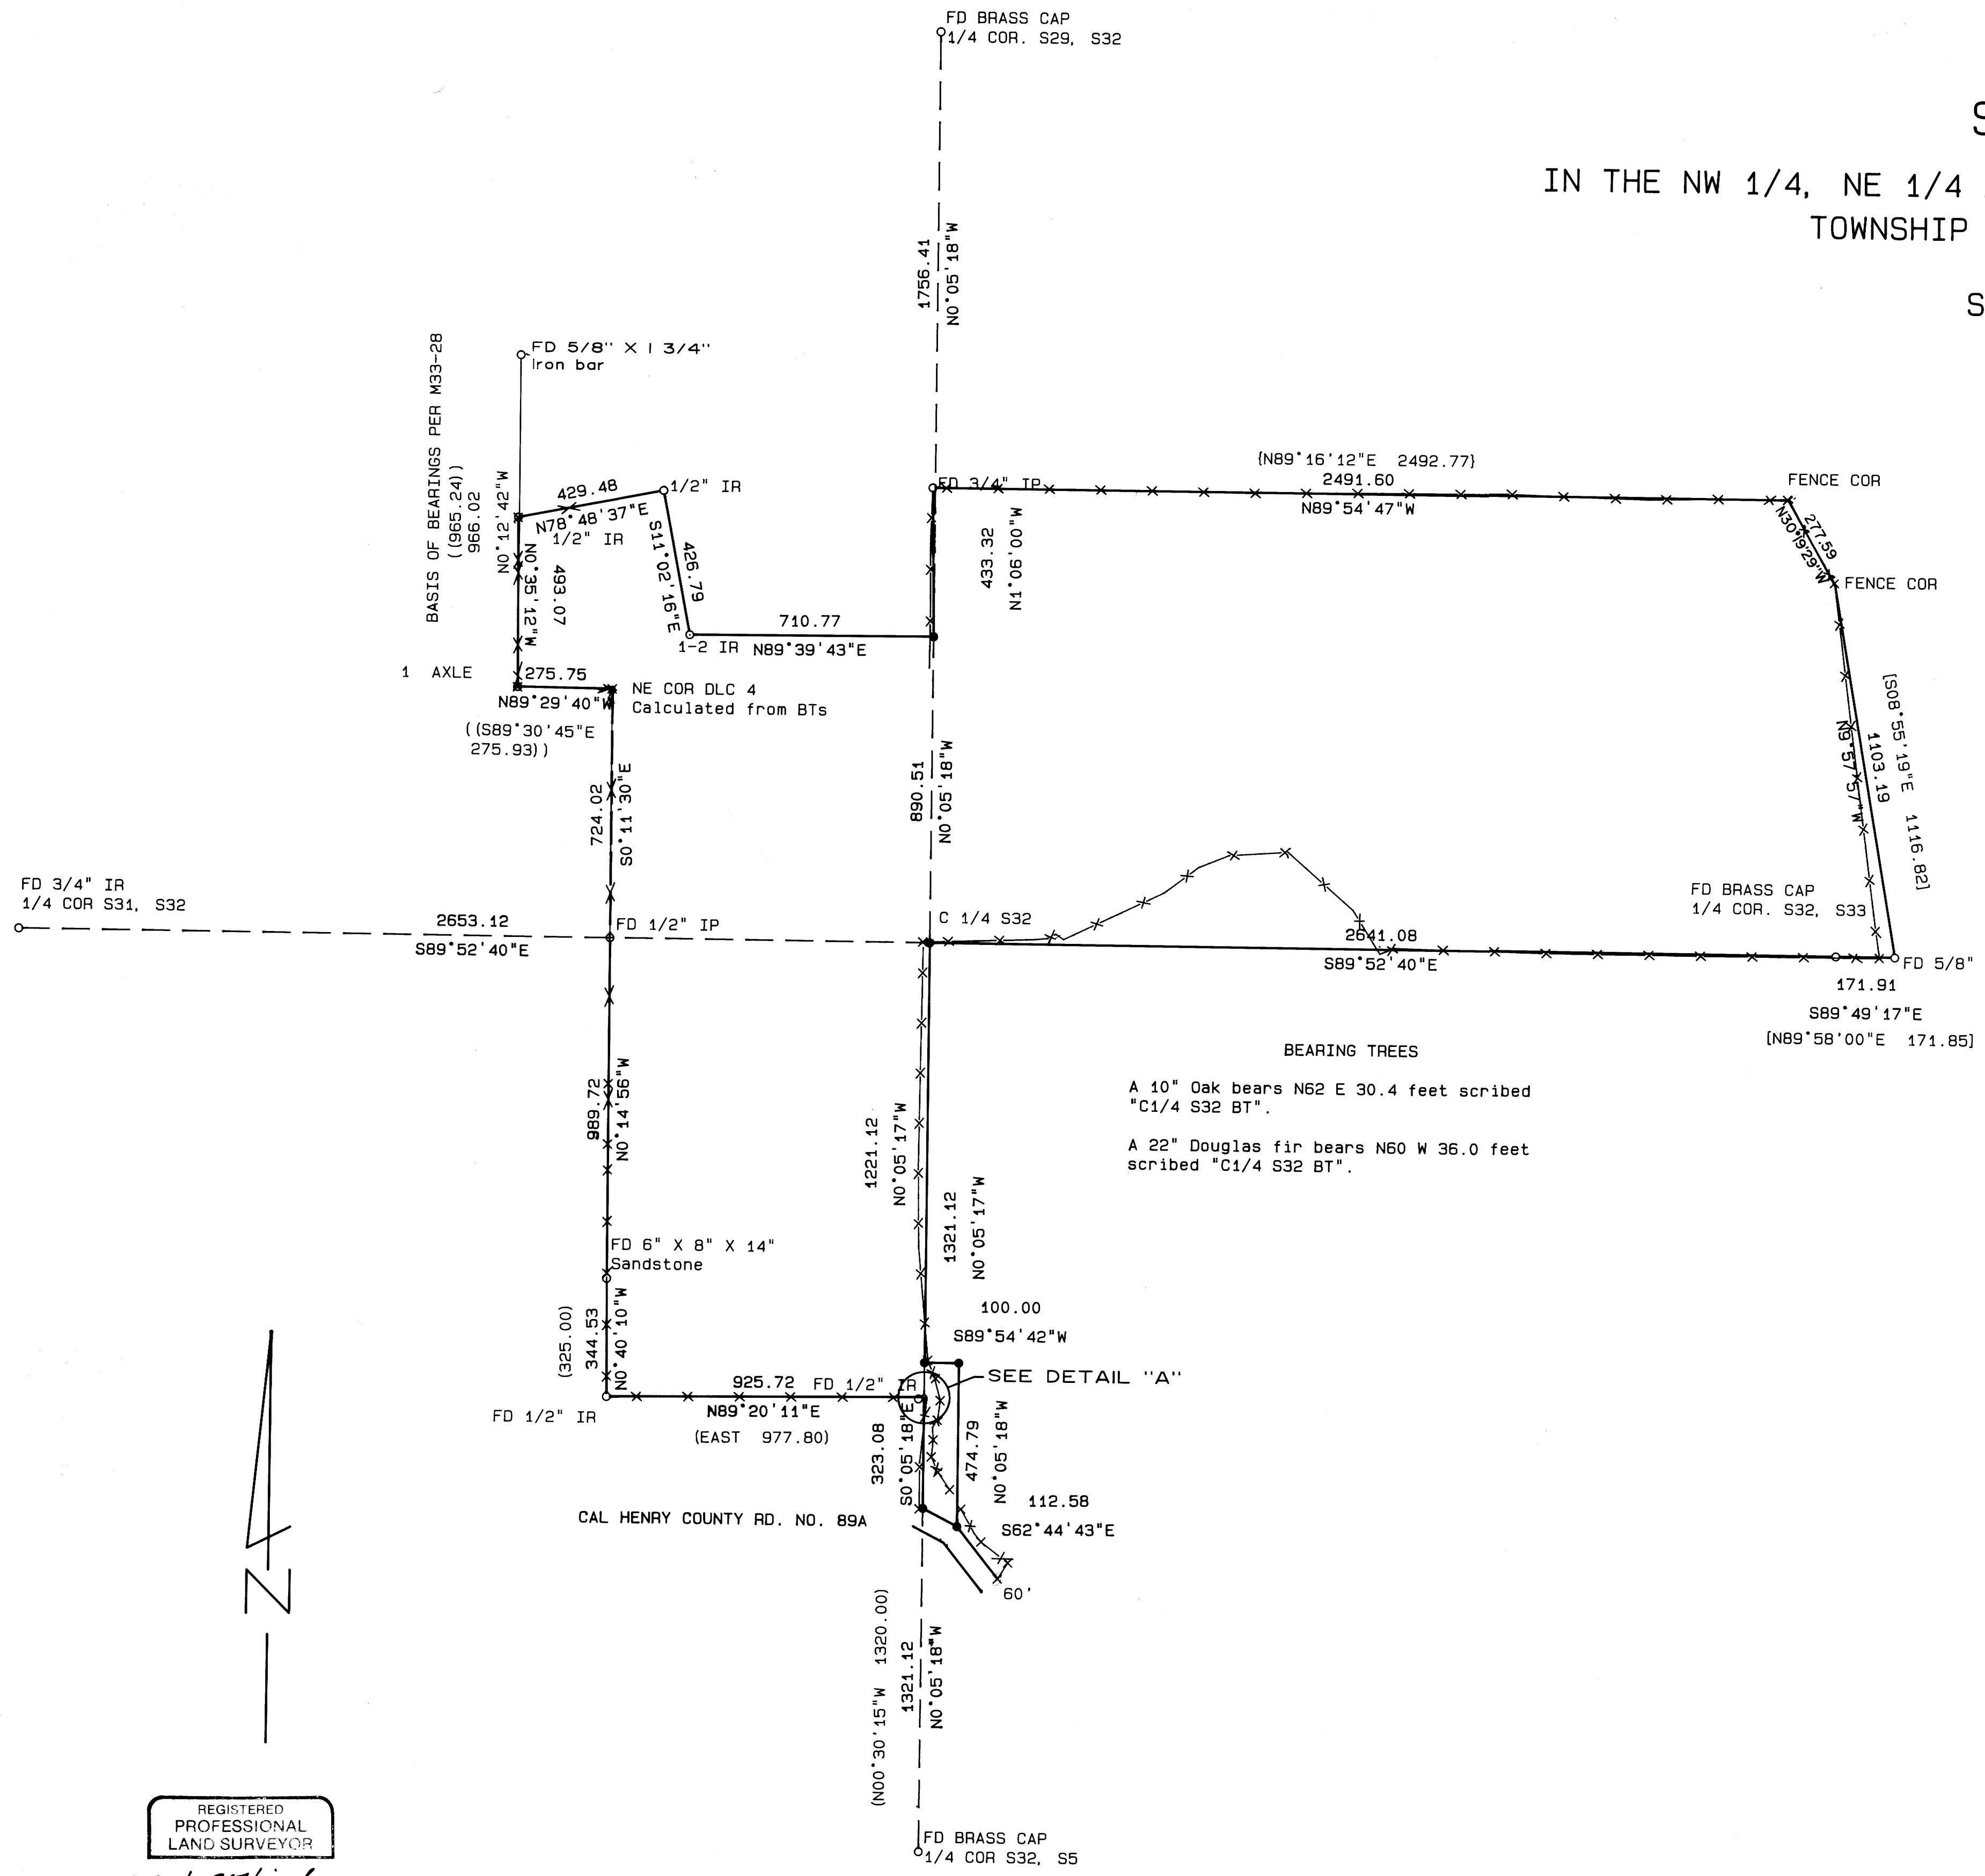 FD BRASS CAP
1/4 COR. S29, S32
S
IN THE NW 1/4, NE 1/4
TOWNSHIP
S
1756.41
N0°05'18"W
BASIS OF BEARINGS PER M33-28
((965.24))
966.02
N0°12'42"W
FD 5/8" X 1 3/4"
Iron bar
429.48
N78°48'37"E
1/2" IR
1/2" IR
N0°35'12"W
493.07
S11°02'16"E
426.79
710.77
1-2 IR N89°39'43"E
FD 3/4" IP
433.32
N1°06'00"W
{N89°16'12"E 2492.77}
2491.60
N89°54'47"W
FENCE COR
277.59
N30°19'29"W
FENCE COR
1 AXLE
275.75
N89°29'40"W
((S89°30'45"E
275.93))
NE COR DLC 4
Calculated from BTs
724.02
S0°11'30"E
890.51
N0°05'18"W
[S08°55'19"E 1116.82]
1103.19
N9°57'57"W
FD 3/4" IR
1/4 COR S31, S32
2653.12
S89°52'40"E
FD 1/2" IP
C 1/4 S32
2641.08
S89°52'40"E
FD BRASS CAP
1/4 COR. S32, S33
FD 5/8"
171.91
S89°49'17"E
[N89°58'00"E 171.85]
BEARING TREES
A 10" Oak bears N62 E 30.4 feet scribed
"C1/4 S32 BT".
A 22" Douglas fir bears N60 W 36.0 feet
scribed "C1/4 S32 BT".
989.72
N0°14'56"W
1221.12
N0°05'17"W
1321.12
N0°05'17"W
FD 6" X 8" X 14"
Sandstone
(325.00)
344.53
N0°40'10"W
100.00
S89°54'42"W
SEE DETAIL "A"
925.72 FD 1/2" IR
N89°20'11"E
(EAST 977.80)
FD 1/2" IR
323.08
S0°05'18"E
474.79
N0°05'18"W
112.58
S62°44'43"E
CAL HENRY COUNTY RD. NO. 89A
60'
(N00°30'15"W 1320.00)
1321.12
N0°05'18"W
N
FD BRASS CAP
1/4 COR S32, S5
REGISTERED
PROFESSIONAL
LAND SURVEYOR